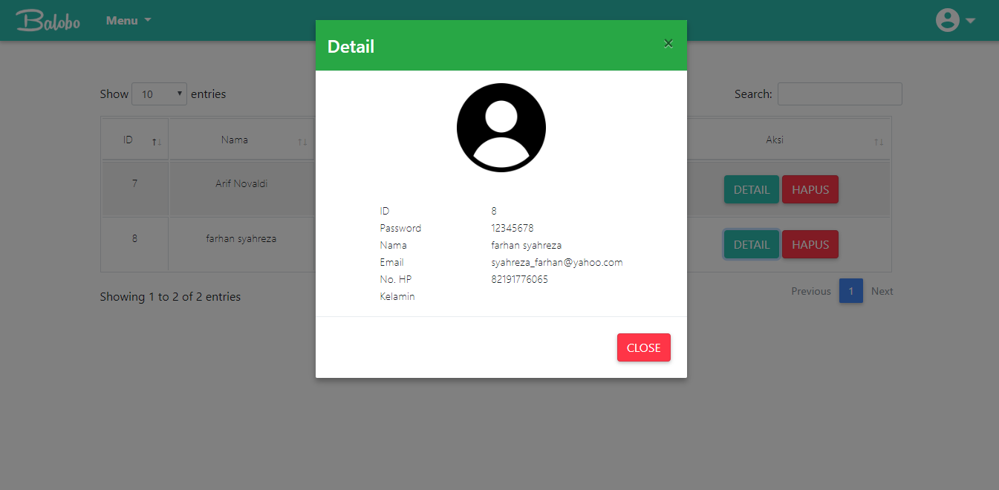 Balobo Menu
Detail ×
Show 10 entries Search:
ID Nama Aksi
7 Arif Novaldi DETAIL HAPUS
8 farhan syahreza DETAIL HAPUS
Showing 1 to 2 of 2 entries Previous 1 Next
ID 8
Password 12345678
Nama farhan syahreza
Email syahreza_farhan@yahoo.com
No. HP 82191776065
Kelamin
CLOSE